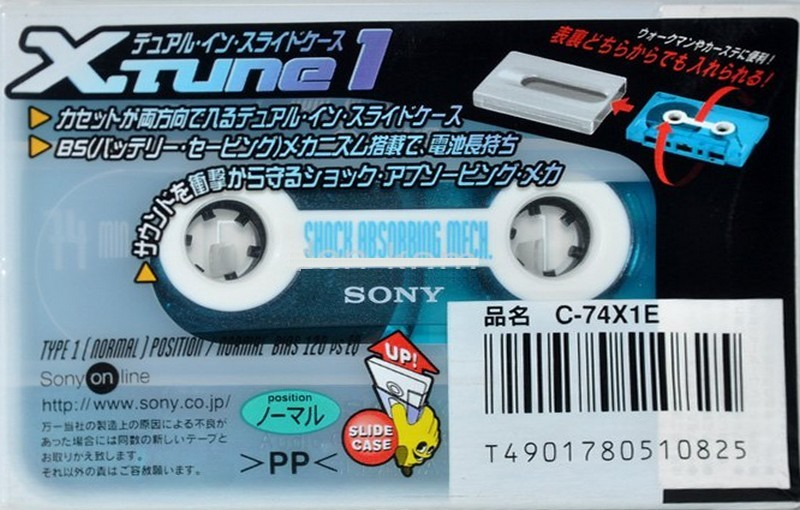 デュアル・イン・スライドケース
X-TUNE 1
ウォークマンやカーステに便利!
表裏どちらからでも入れられる!
カセットが両方向で入るデュアル・イン・スライドケース
BS(バッテリー・セービング)メカニズム搭載で、電池長持ち
サウンドを衝撃から守るショック・アブソービング・メカ
74 MIN
SHOCK ABSORBING MECH.
SONY
品名 C-74X1E
T4901780510825
TYPE 1 (NORMAL) POSITION / NORMAL BIAS 120 μS EQ
Sony on line
http://www.sony.co.jp/
万一当社の製造上の原因による不良が
あった場合には同数の新しいテープと
お取りかえ致します。
それ以外の責はご容赦願います。
position
ノーマル
>PP<
UP!
SLIDE
CASE